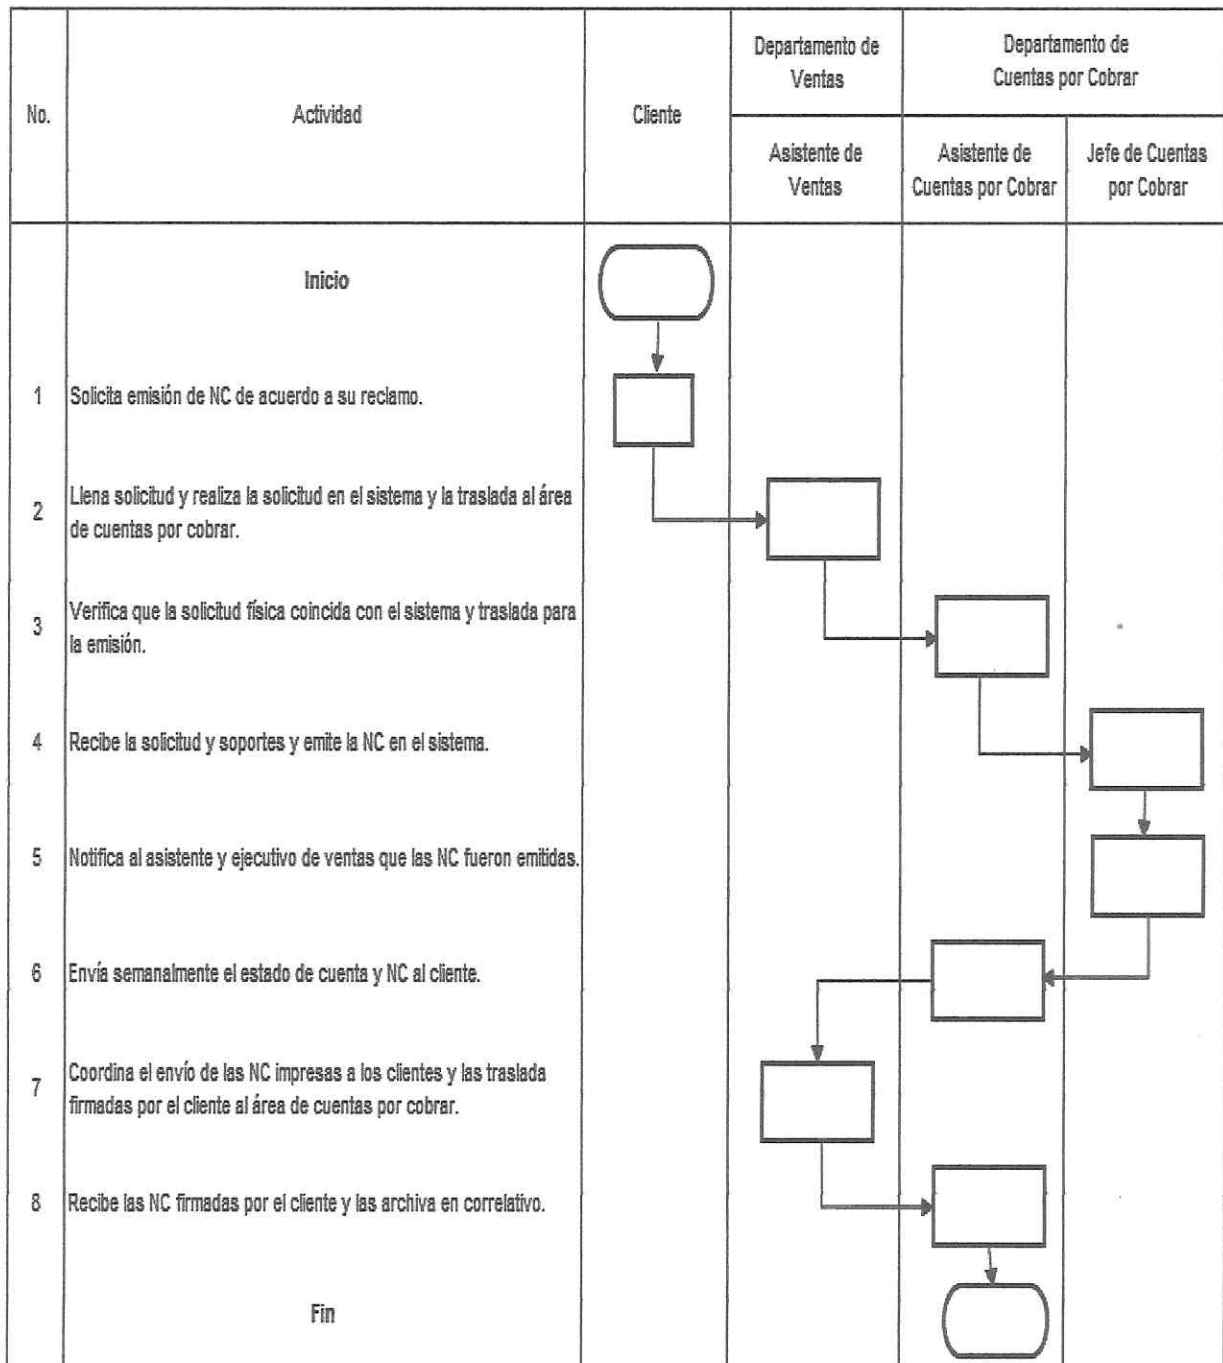 No.
Actividad
Cliente
Departamento de
Ventas
Departamento de
Cuentas por Cobrar
Asistente de
Ventas
Asistente de
Cuentas por Cobrar
Jefe de Cuentas
por Cobrar
Inicio
1 Solicita emisión de NC de acuerdo a su reclamo.
2 Llena solicitud y realiza la solicitud en el sistema y la traslada al área
de cuentas por cobrar.
3 Verifica que la solicitud física coincida con el sistema y traslada para
la emisión.
4 Recibe la solicitud y soportes y emite la NC en el sistema.
5 Notifica al asistente y ejecutivo de ventas que las NC fueron emitidas.
6 Envía semanalmente el estado de cuenta y NC al cliente.
7 Coordina el envío de las NC impresas a los clientes y las traslada
firmadas por el cliente al área de cuentas por cobrar.
8 Recibe las NC firmadas por el cliente y las archiva en correlativo.
Fin